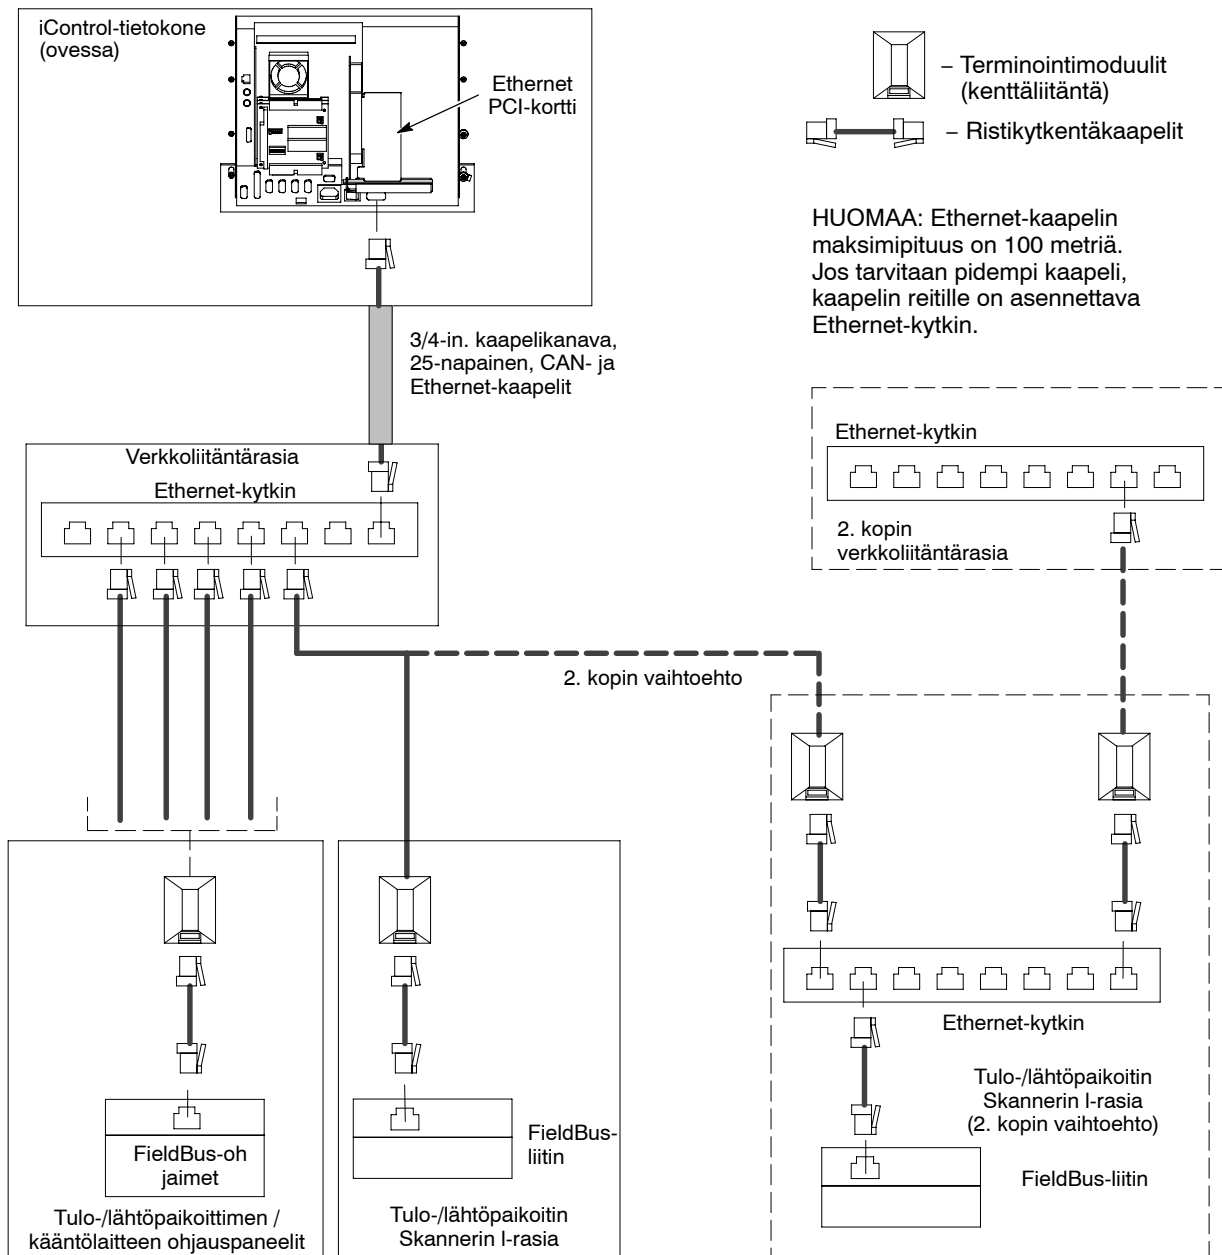 iControl-tietokone
(ovessa)
Ethernet
PCI-kortti
– Terminointimoduulit
(kenttäliitäntä)
– Ristikytkentäkaapelit
HUOMAA: Ethernet-kaapelin
maksimipituus on 100 metriä.
Jos tarvitaan pidempi kaapeli,
kaapelin reitille on asennettava
Ethernet-kytkin.
3/4-in. kaapelikanava,
25-napainen, CAN- ja
Ethernet-kaapelit
Verkkoliitäntärasia
Ethernet-kytkin
Ethernet-kytkin
2. kopin
verkkoliitäntärasia
2. kopin vaihtoehto
Ethernet-kytkin
Tulo-/lähtöpaikoitin
Skannerin I-rasia
(2. kopin vaihtoehto)
FieldBus-liitin
FieldBus-oh
jaimet
Tulo-/lähtöpaikoittimen /
kääntölaitteen ohjauspaneelit
FieldBus-
liitin
Tulo-/lähtöpaikoitin
Skannerin I-rasia